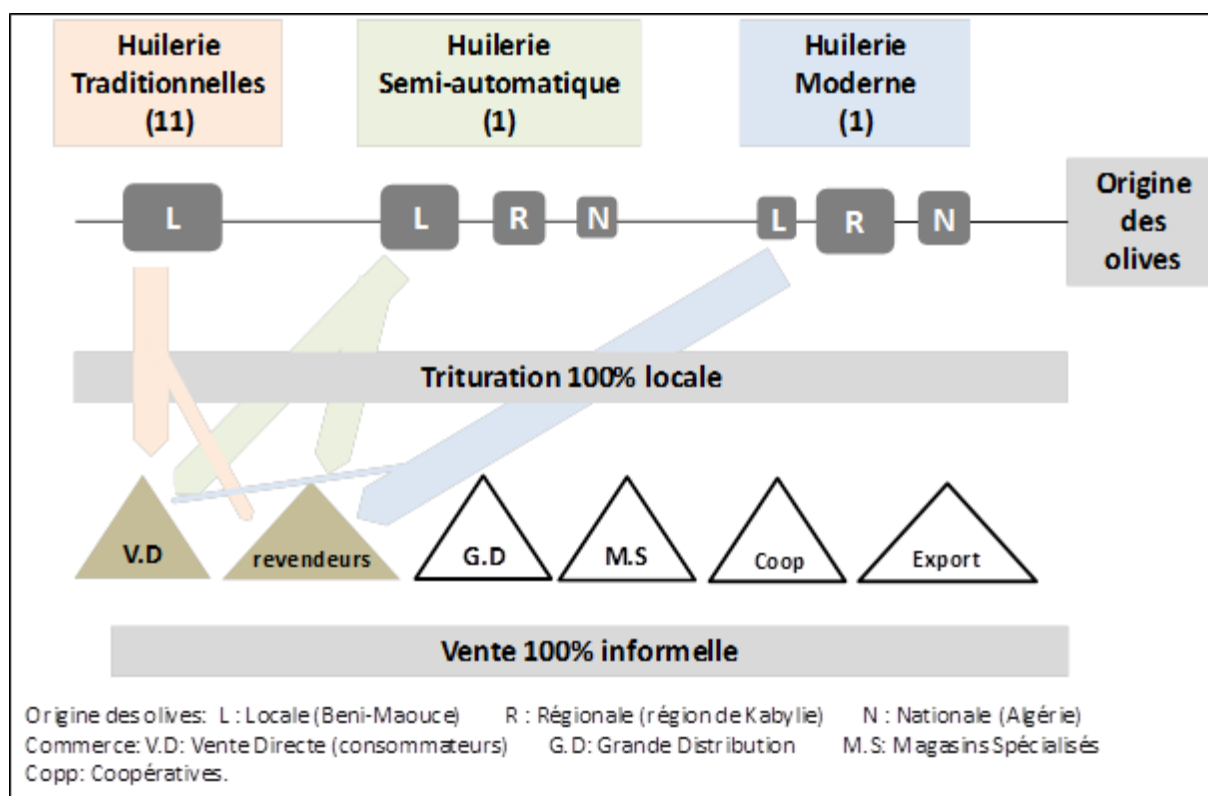 Huilerie
Traditionnelles
(11)
Huilerie
Semi-automatique
(1)
Huilerie
Moderne
(1)
L
L
R
N
L
R
N
Origine
des
olives
Trituration 100% locale
V.D
revendeurs
G.D
M.S
Coop
Export
Vente 100% informelle
Origine des olives: L : Locale (Beni-Maouce) R : Régionale (région de Kabylie) N : Nationale (Algérie)
Commerce: V.D: Vente Directe (consommateurs) G.D: Grande Distribution M.S: Magasins Spécialisés
Copp: Coopératives.